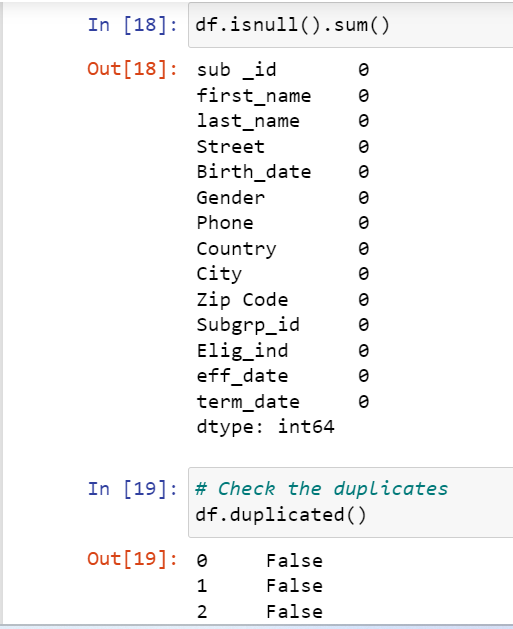 In [18]: df.isnull().sum()
Out[18]: sub _id 0
first_name 0
last_name 0
Street 0
Birth_date 0
Gender 0
Phone 0
Country 0
City 0
Zip Code 0
Subgrp_id 0
Elig_ind 0
eff_date 0
term_date 0
dtype: int64
In [19]: # Check the duplicates
df.duplicated()
Out[19]: 0 False
1 False
2 False